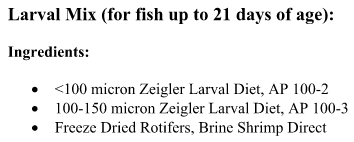 Larval Mix (for fish up to 21 days of age):
Ingredients:
• <100 micron Zeigler Larval Diet, AP 100-2
• 100-150 micron Zeigler Larval Diet, AP 100-3
• Freeze Dried Rotifers, Brine Shrimp Direct